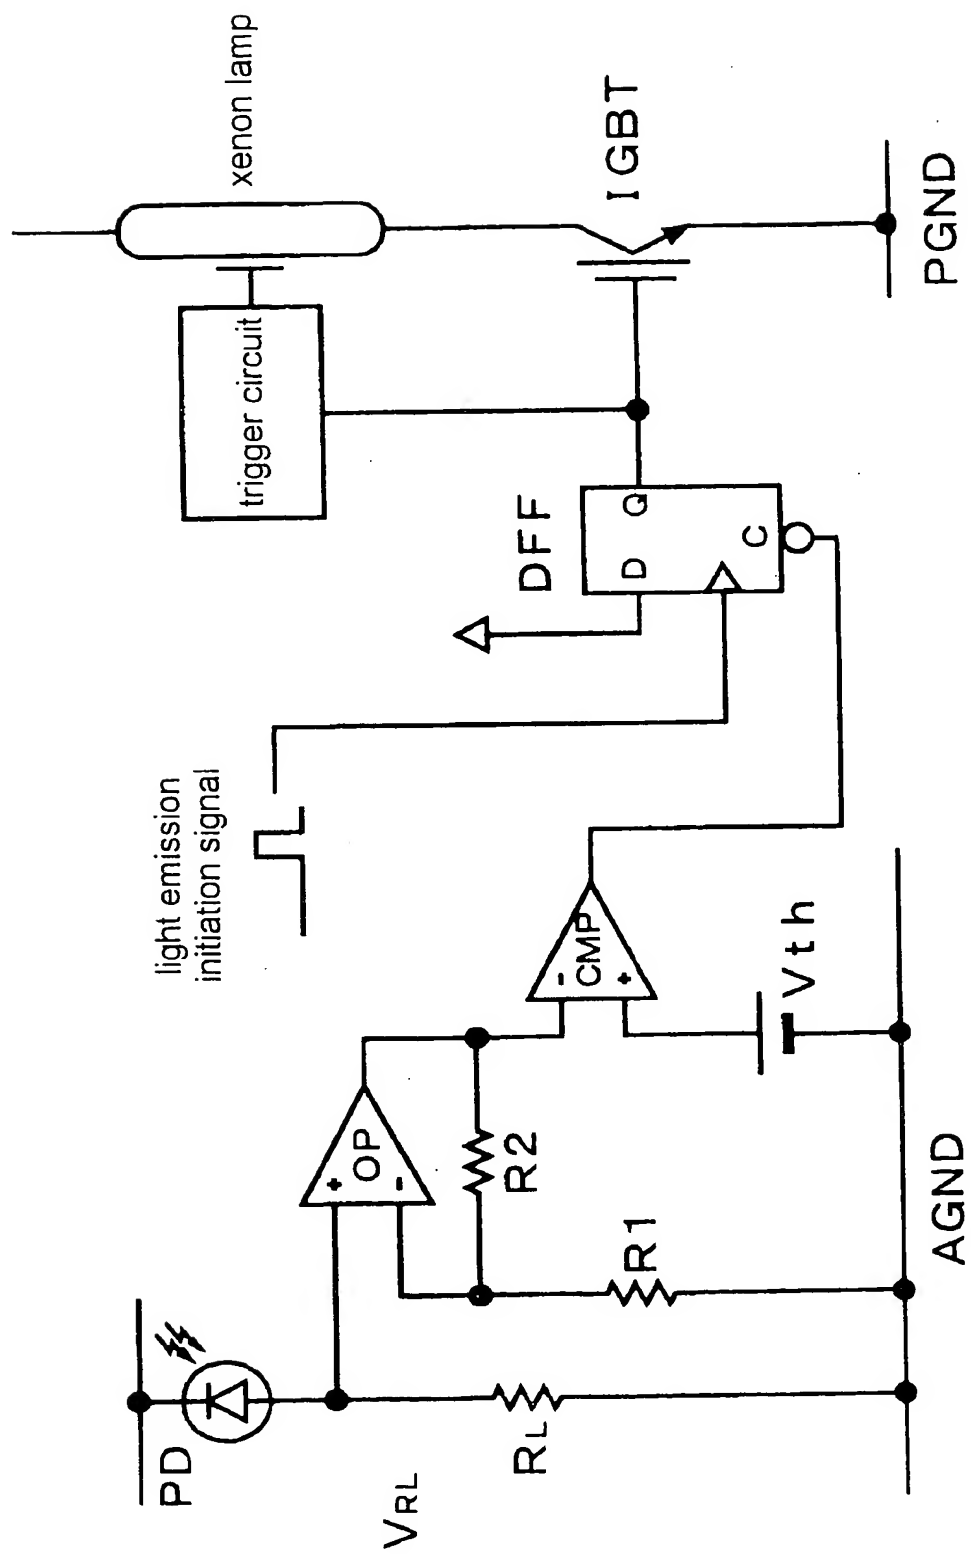 PD
VRL
RL
R1
R2
+
-
OP
AGND
light emission
initiation signal
-
+
CMP
Vth
DFF
D
Q
C
trigger circuit
xenon lamp
IGBT
PGND